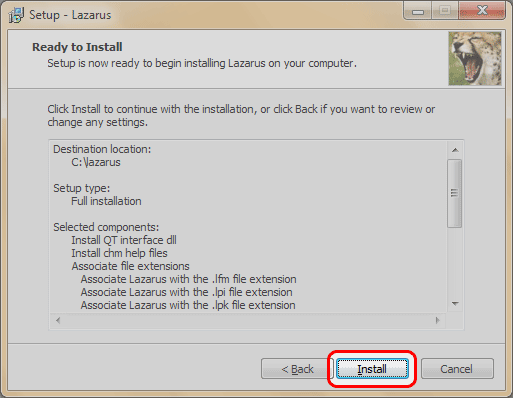 Setup - Lazarus
Ready to Install
Setup is now ready to begin installing Lazarus on your computer.
Click Install to continue with the installation, or click Back if you want to review or
change any settings.
Destination location:
C:\lazarus
Setup type:
Full installation
Selected components:
Install QT interface dll
Install chm help files
Associate file extensions
Associate Lazarus with the .lfm file extension
Associate Lazarus with the .lpi file extension
Associate Lazarus with the .lpk file extension
< Back
Install
Cancel